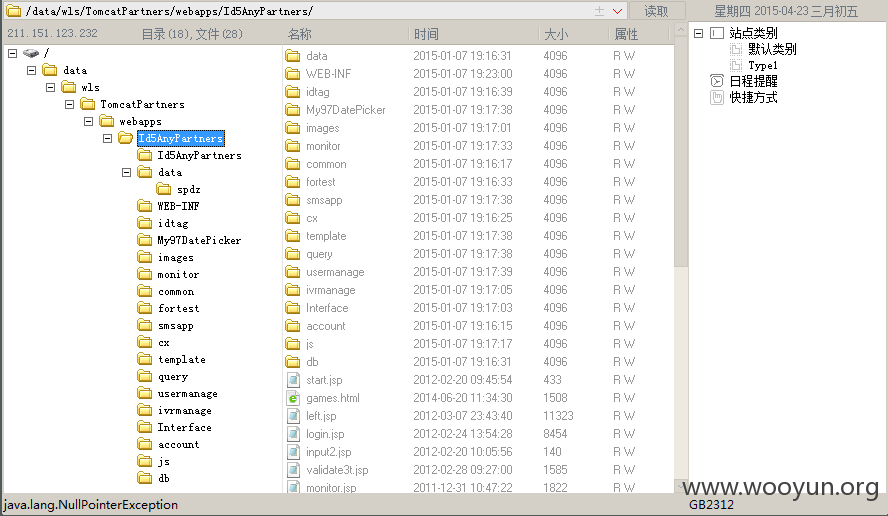 /data/wls/TomcatPartners/webapps/Id5AnyPartners/ 读取 星期四 2015-04-23 三月初五
211.151.123.232 目录(18),文件(28) 名称 时间 大小 属性
/
data
wls
TomcatPartners
webapps
Id5AnyPartners
Id5AnyPartners
data
spdz
WEB-INF
idtag
My97DatePicker
images
monitor
common
fortest
smsapp
cx
template
query
usermanage
ivrmanage
Interface
account
js
db
data 2015-01-07 19:16:31 4096 R W
WEB-INF 2015-01-07 19:23:00 4096 R W
idtag 2015-01-07 19:16:39 4096 R W
My97DatePicker 2015-01-07 19:17:38 4096 R W
images 2015-01-07 19:17:01 4096 R W
monitor 2015-01-07 19:17:33 4096 R W
common 2015-01-07 19:16:17 4096 R W
fortest 2015-01-07 19:16:33 4096 R W
smsapp 2015-01-07 19:17:38 4096 R W
cx 2015-01-07 19:16:25 4096 R W
template 2015-01-07 19:17:38 4096 R W
query 2015-01-07 19:17:38 4096 R W
usermanage 2015-01-07 19:17:39 4096 R W
ivrmanage 2015-01-07 19:17:05 4096 R W
Interface 2015-01-07 19:17:03 4096 R W
account 2015-01-07 19:16:15 4096 R W
js 2015-01-07 19:17:17 4096 R W
db 2015-01-07 19:16:31 4096 R W
start.jsp 2012-02-20 09:45:54 433 R W
games.html 2014-06-20 11:34:30 1508 R W
left.jsp 2012-03-07 23:43:40 11323 R W
login.jsp 2012-02-24 13:54:28 8454 R W
input2.jsp 2012-02-20 10:05:56 140 R W
validate3t.jsp 2012-02-28 09:27:00 1585 R W
monitor.jsp 2011-12-31 10:47:22 1822 R W
站点类别
默认类别
Type1
日程提醒
快捷方式
www.wooyun.org
java.lang.NullPointerException GB2312